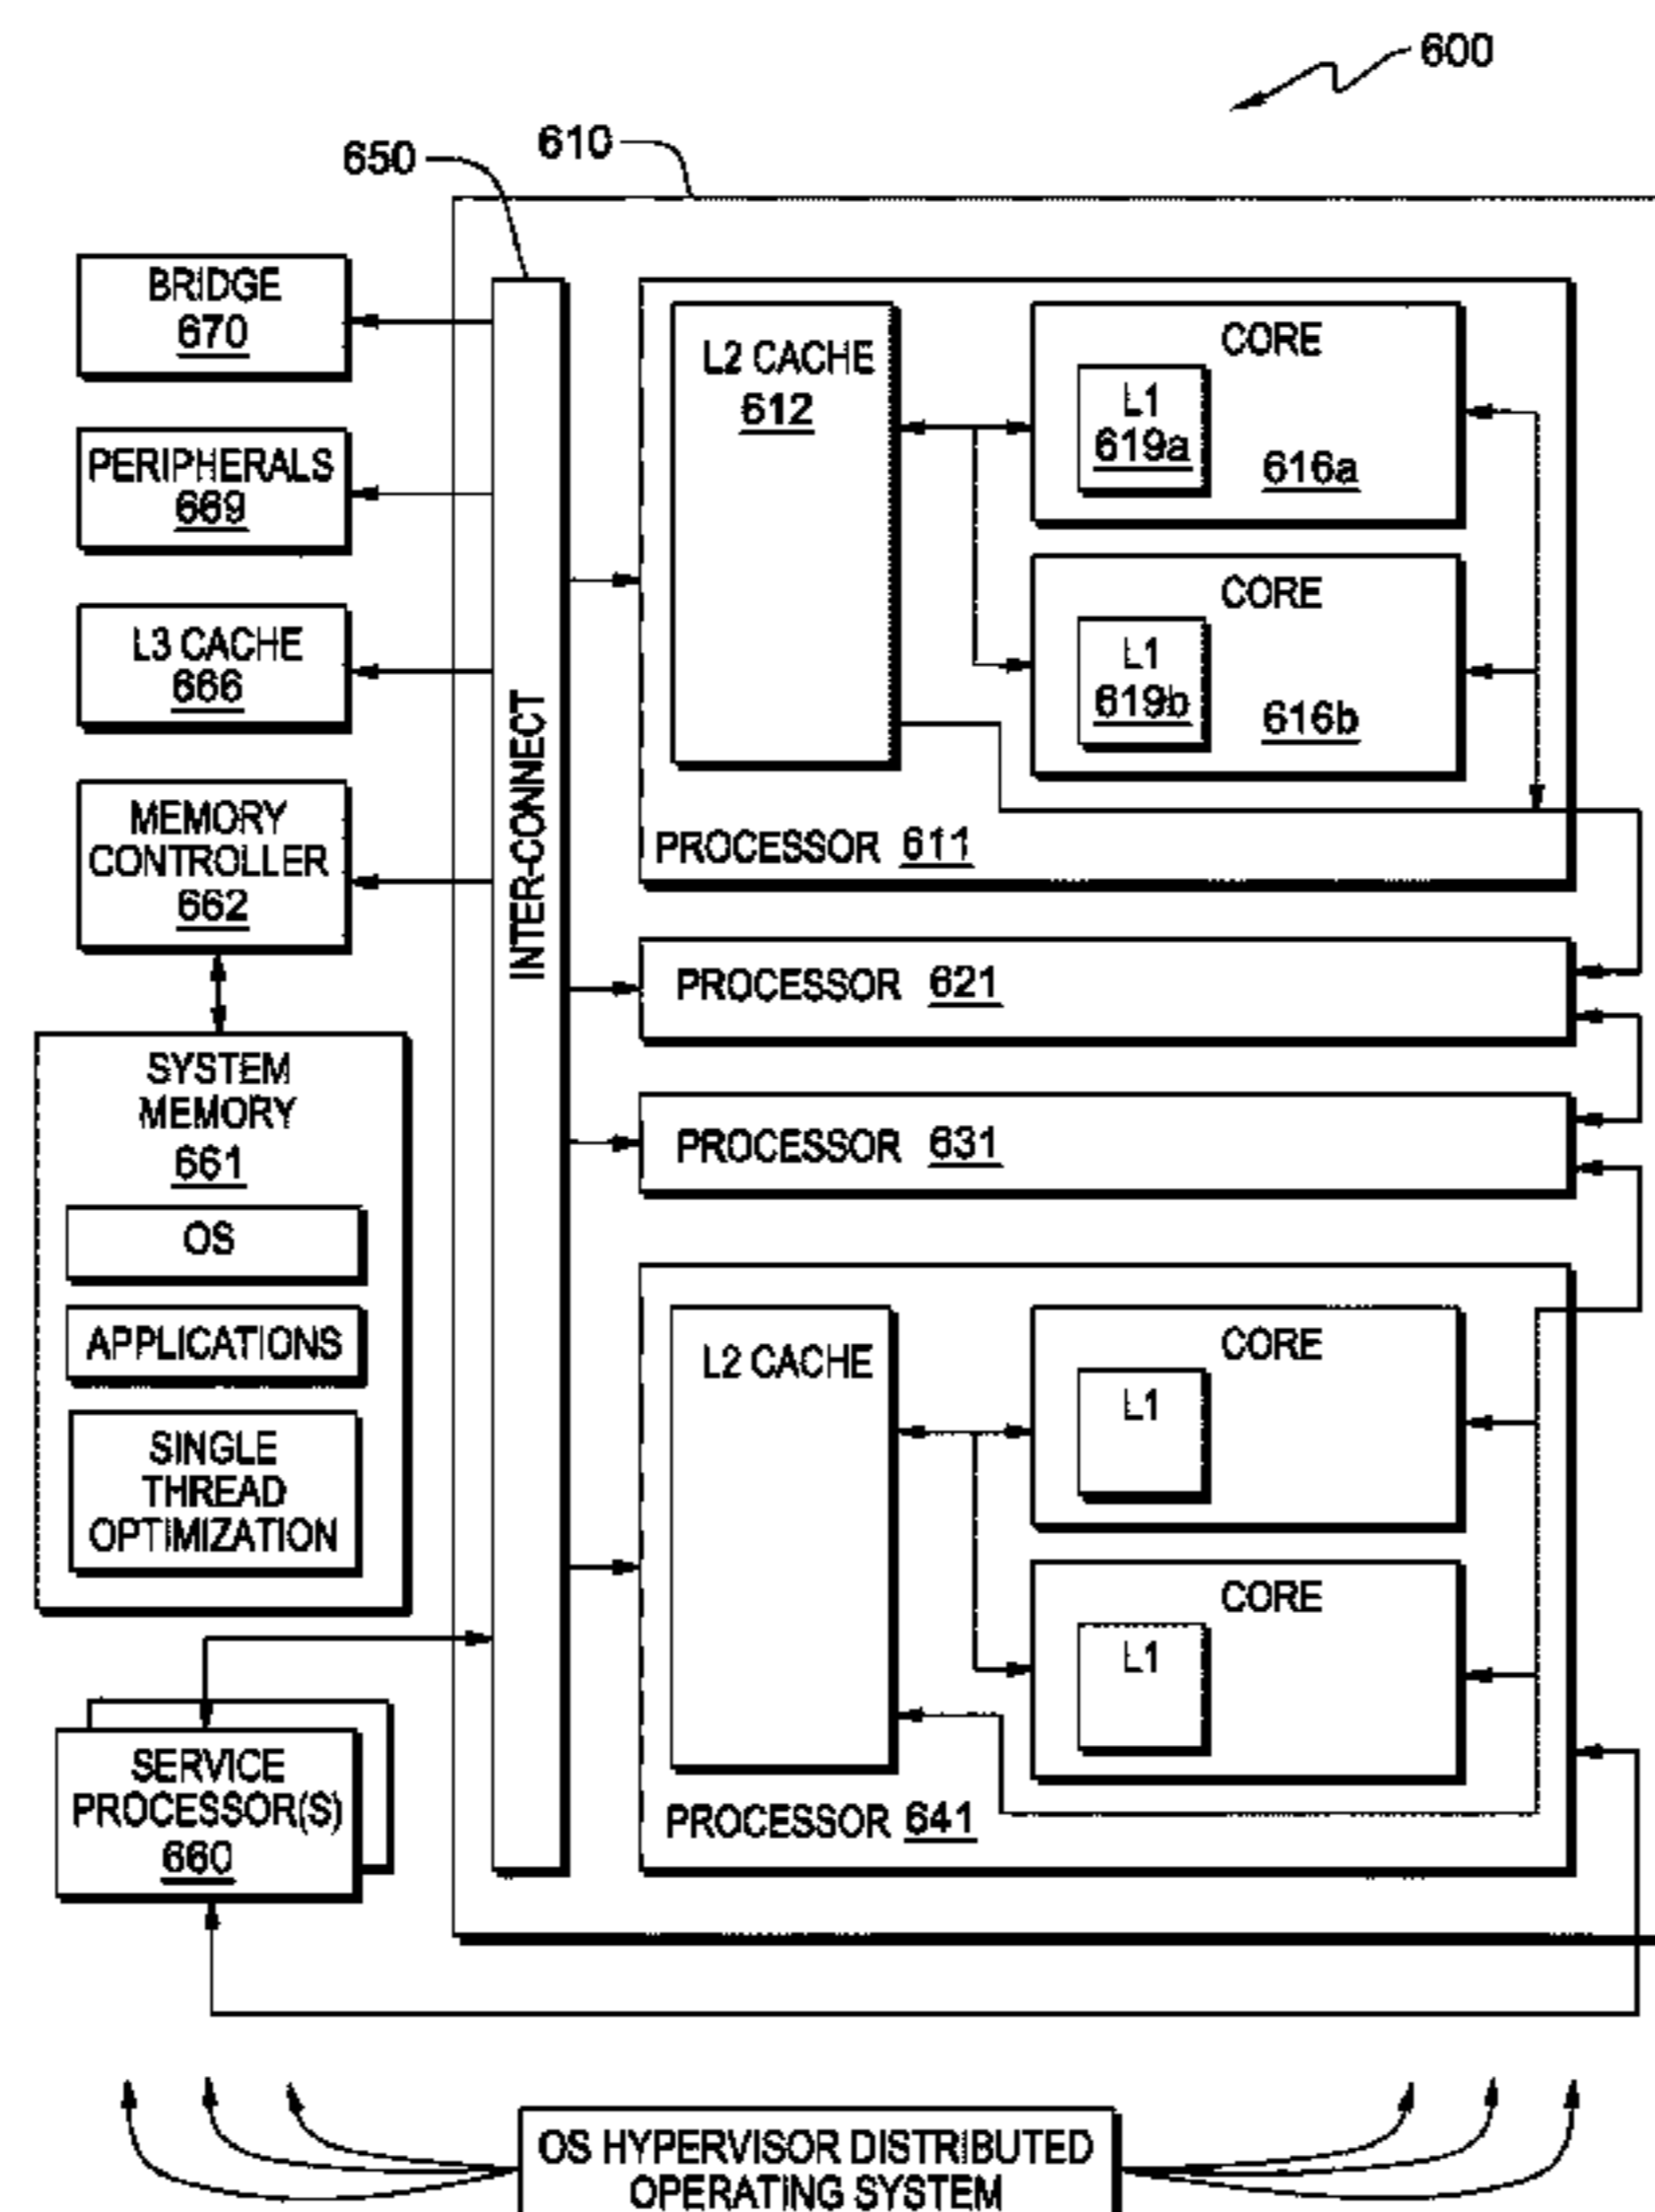 600
610
650
BRIDGE
670
PERIPHERALS
669
L3 CACHE
666
MEMORY
CONTROLLER
662
SYSTEM
MEMORY
661
OS
APPLICATIONS
SINGLE
THREAD
OPTIMIZATION
SERVICE
PROCESSOR(S)
660
INTER-CONNECT
L2 CACHE
612
CORE
L1
619a
616a
CORE
L1
619b
616b
PROCESSOR 611
PROCESSOR 621
PROCESSOR 631
L2 CACHE
CORE
L1
CORE
L1
PROCESSOR 641
OS HYPERVISOR DISTRIBUTED
OPERATING SYSTEM